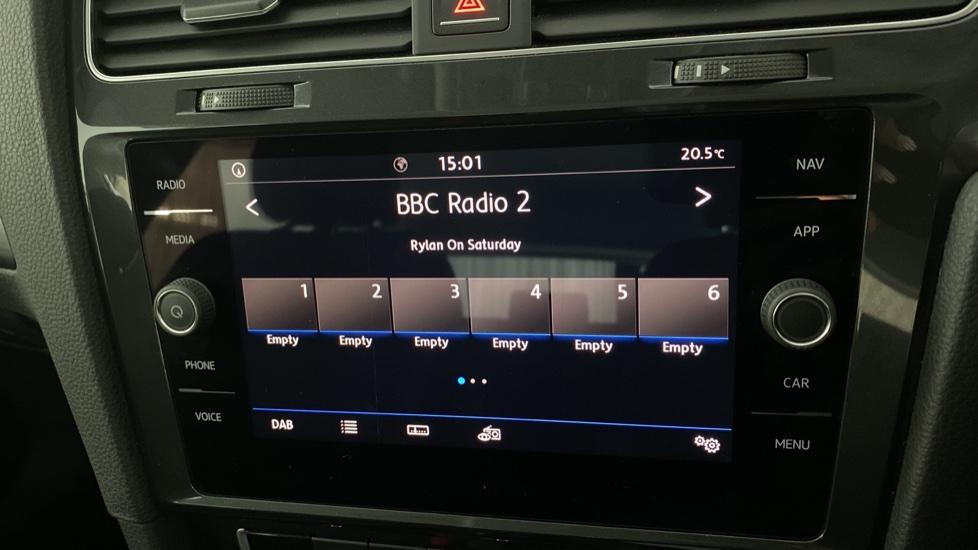 15:01
20.5°C
RADIO
NAV
BBC Radio 2
MEDIA
Rylan On Saturday
APP
1 2 3 4 5 6
Empty Empty Empty Empty Empty Empty
PHONE
CAR
VOICE
DAB
MENU